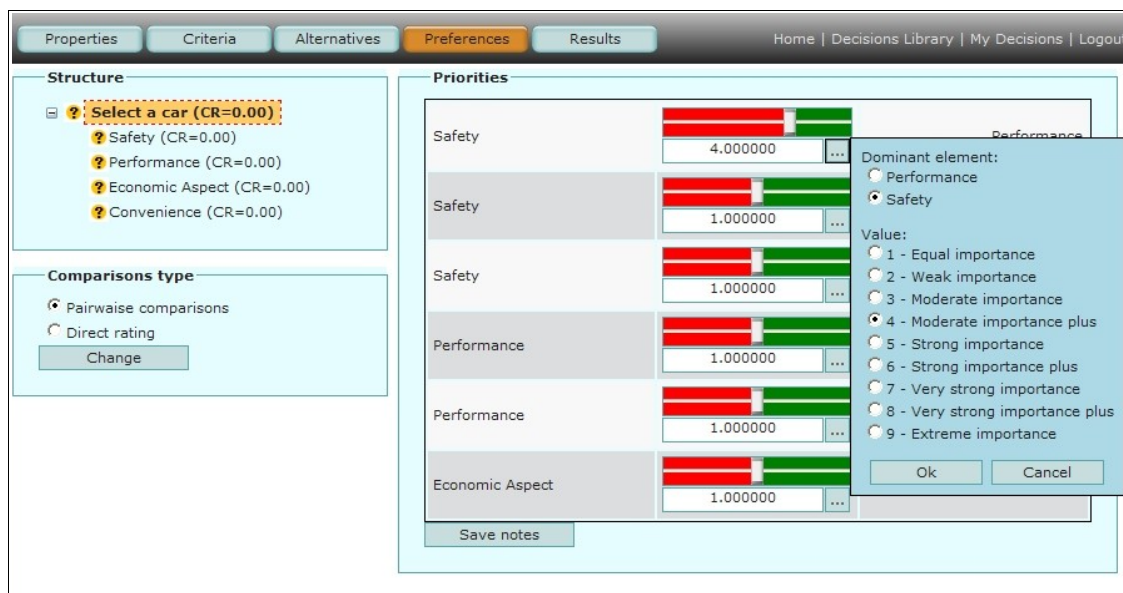 Properties Criteria Alternatives Preferences Results Home | Decisions Library | My Decisions | Logout
Structure
Select a car (CR=0.00)
Safety (CR=0.00)
Performance (CR=0.00)
Economic Aspect (CR=0.00)
Convenience (CR=0.00)
Comparisons type
Pairwaise comparisons
Direct rating
Change
Priorities
Safety
4.000000 ...
Performance
Safety
1.000000 ...
Safety
1.000000 ...
Performance
1.000000 ...
Performance
1.000000 ...
Economic Aspect
1.000000 ...
Save notes
Dominant element:
Performance
Safety
Value:
1 - Equal importance
2 - Weak importance
3 - Moderate importance
4 - Moderate importance plus
5 - Strong importance
6 - Strong importance plus
7 - Very strong importance
8 - Very strong importance plus
9 - Extreme importance
Ok Cancel